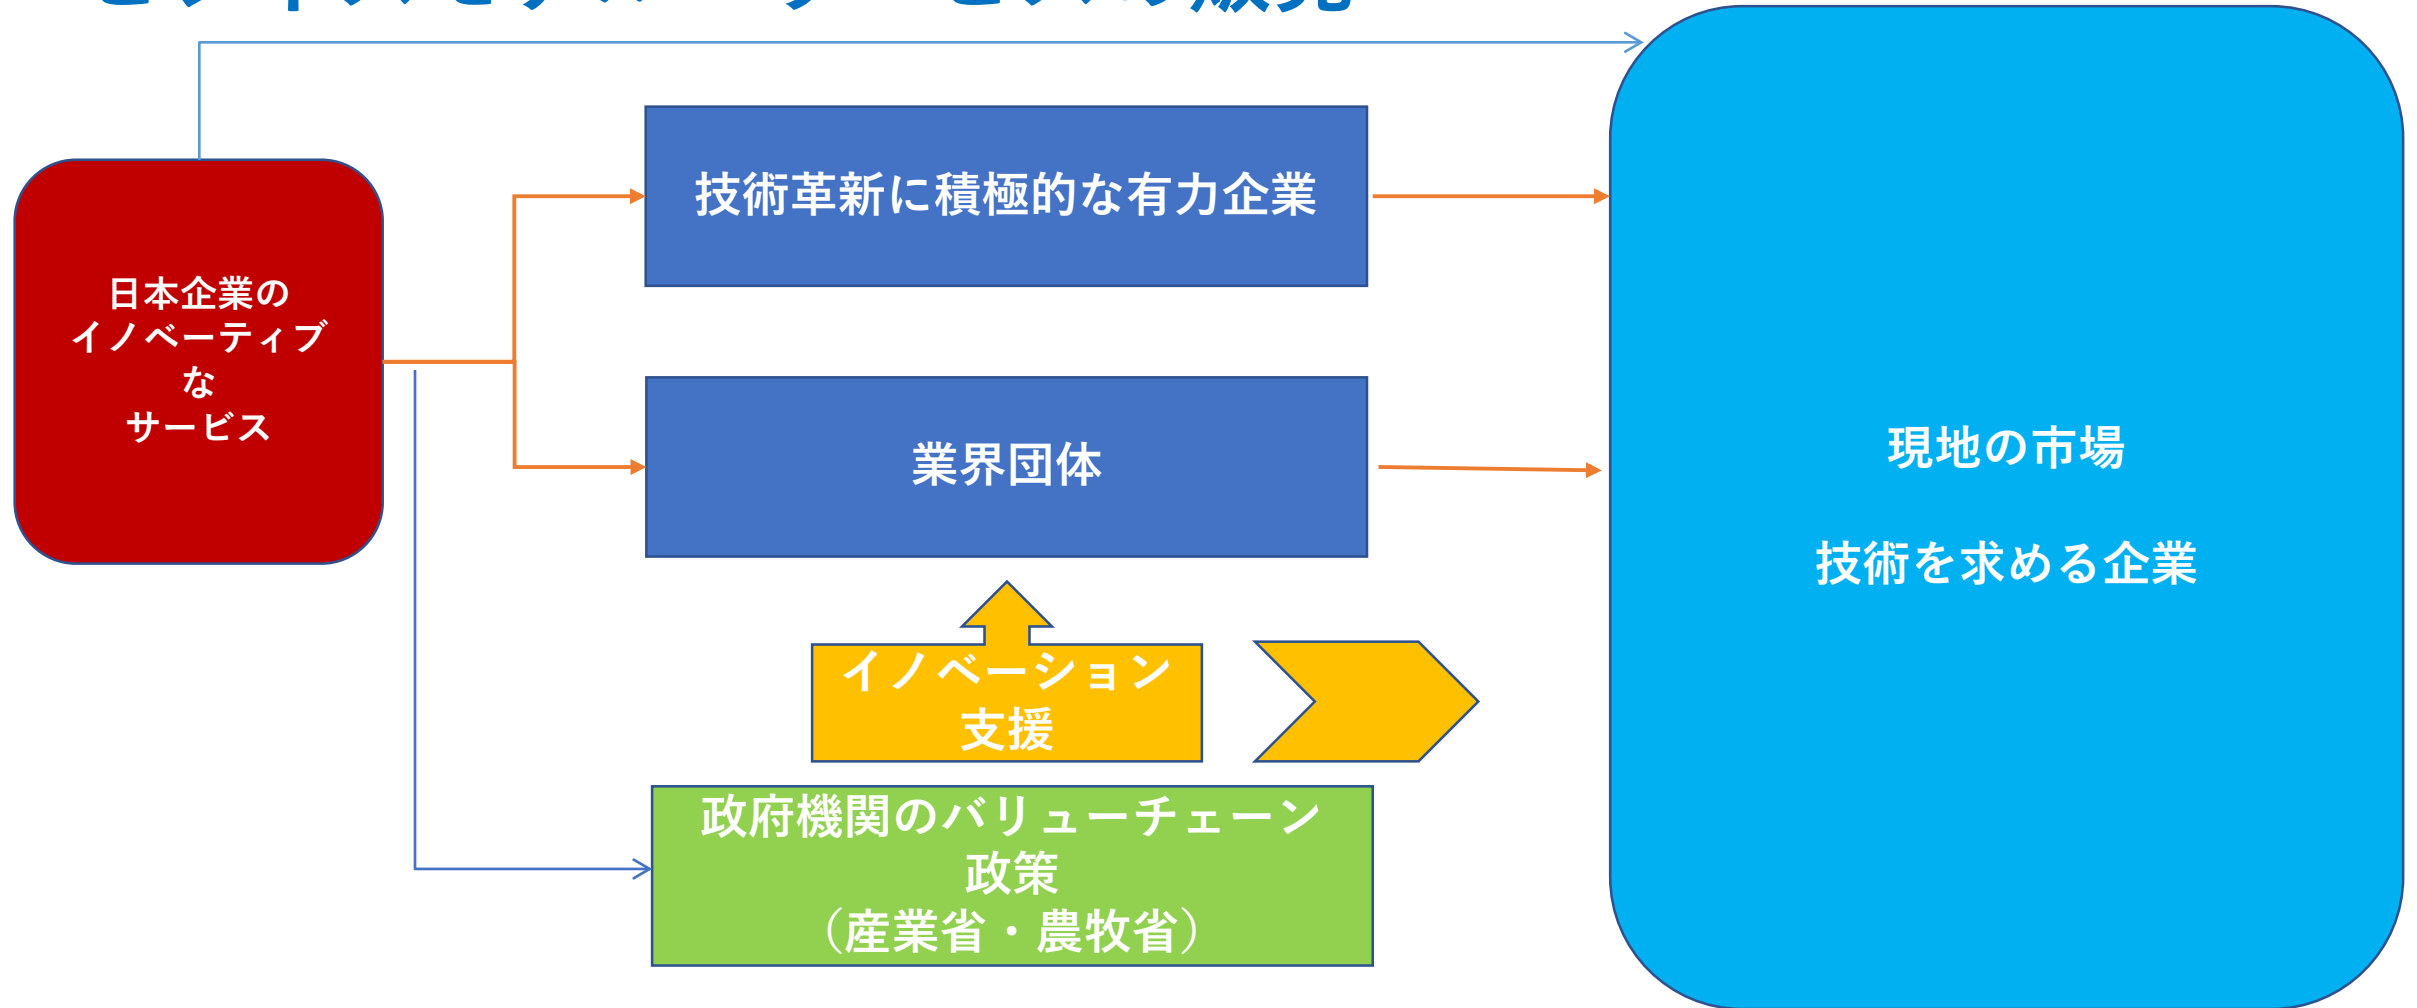 販売
技術革新に積極的な有力企業
日本企業の
イノベーティブ
な
サービス
業界団体
現地の市場
技術を求める企業
イノベーション
支援
政府機関のバリューチェーン
政策
（産業省・農牧省）